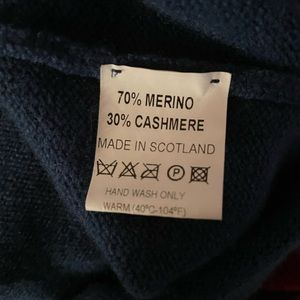 70% MERINO
30% CASHMERE
MADE IN SCOTLAND
P
HAND WASH ONLY
WARM (40°C-104°F)